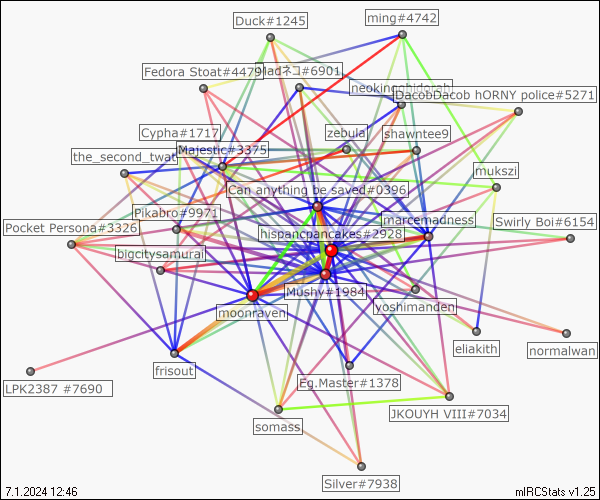 Duck#1245
ming#4742
Fedora Stoat#4479
ladネコ#6901
neokingghidorah
DacobDacob hORNY police#5271
Cypha#1717
zebula
shawntee9
the_second_twat
Majestic#3375
mukszi
Can anything be saved#0396
Pikabro#9971
marcemadness
Pocket Persona#3326
hispancpancakes#2928
Swirly Boi#6154
bigcitysamurai
Mushy#1984
yoshimanden
moonraven
eliakith
normalwan
frisout
Eg.Master#1378
LPK2387 #7690
JKOUYH VIII#7034
somass
Silver#7938
7.1.2024 12:46
mIRCStats v1.25